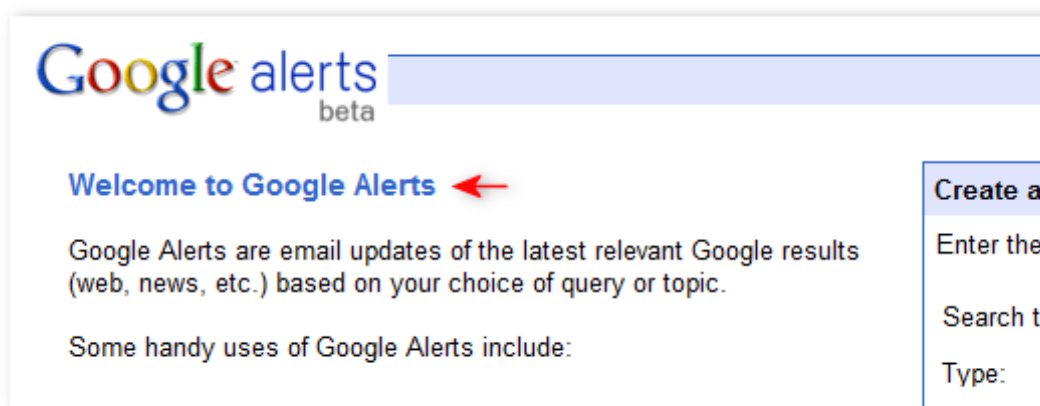 Google alerts
beta
Welcome to Google Alerts
Google Alerts are email updates of the latest relevant Google results
(web, news, etc.) based on your choice of query or topic.
Some handy uses of Google Alerts include:
Create a
Enter the
Search t
Type: